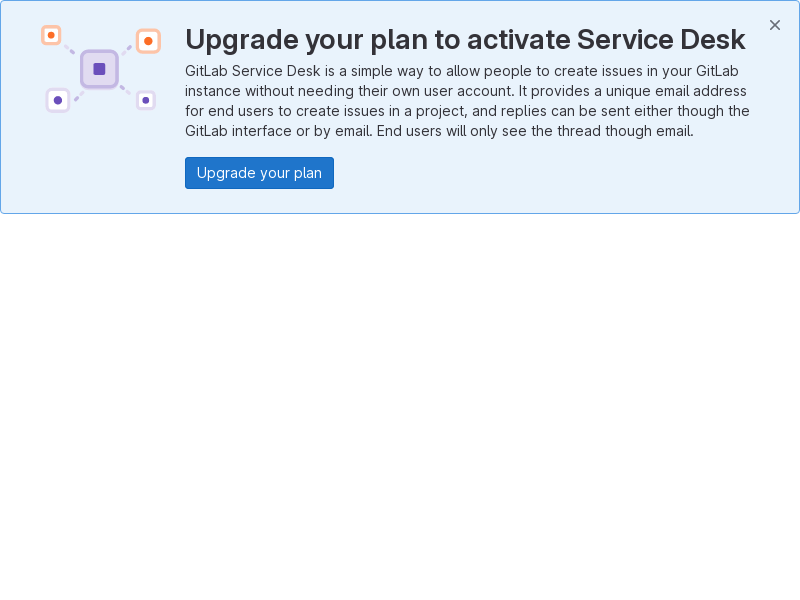 Upgrade your plan to activate Service Desk
GitLab Service Desk is a simple way to allow people to create issues in your GitLab
instance without needing their own user account. It provides a unique email address
for end users to create issues in a project, and replies can be sent either though the
GitLab interface or by email. End users will only see the thread though email.
Upgrade your plan